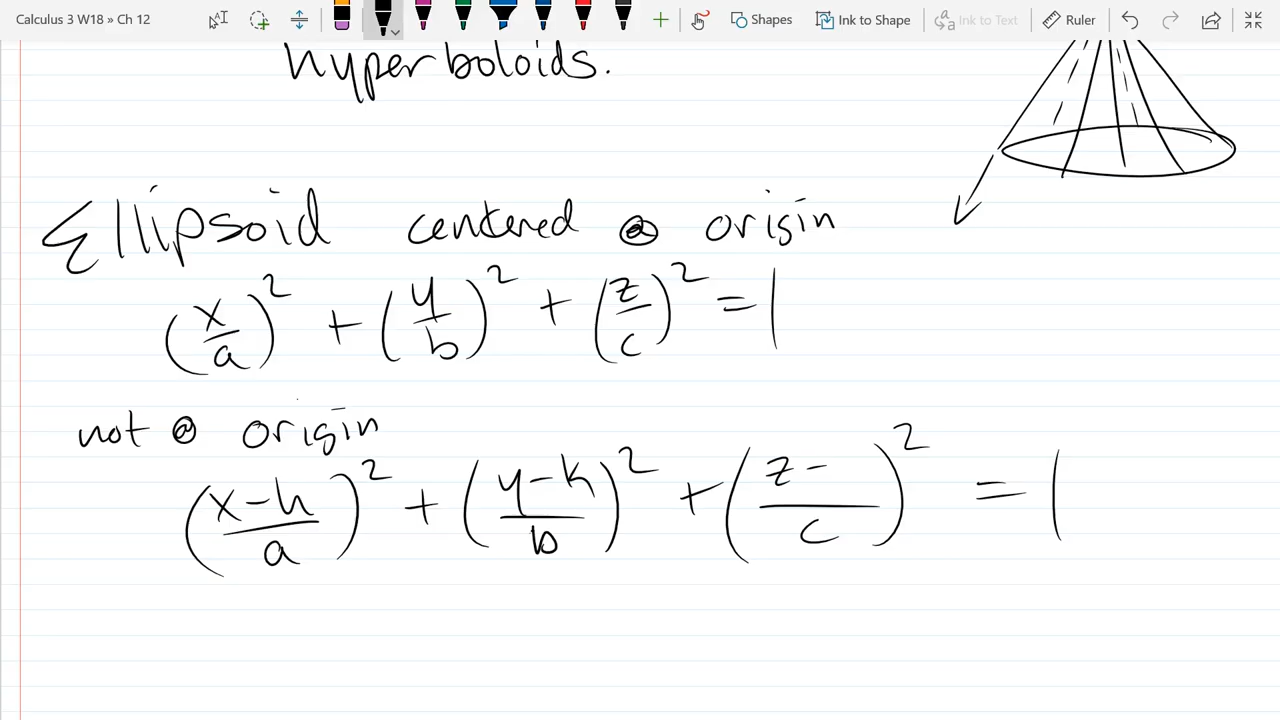 Calculus 3 W18 » Ch 12
Shapes
Ink to Shape
Ink to Text
Ruler
hyperboloids.
Ellipsoid centered @ origin
(x/a)² + (y/b)² + (z/c)² = 1
not @ origin
((x-h)/a)² + ((y-k)/b)² + ((z- )/c)² = 1